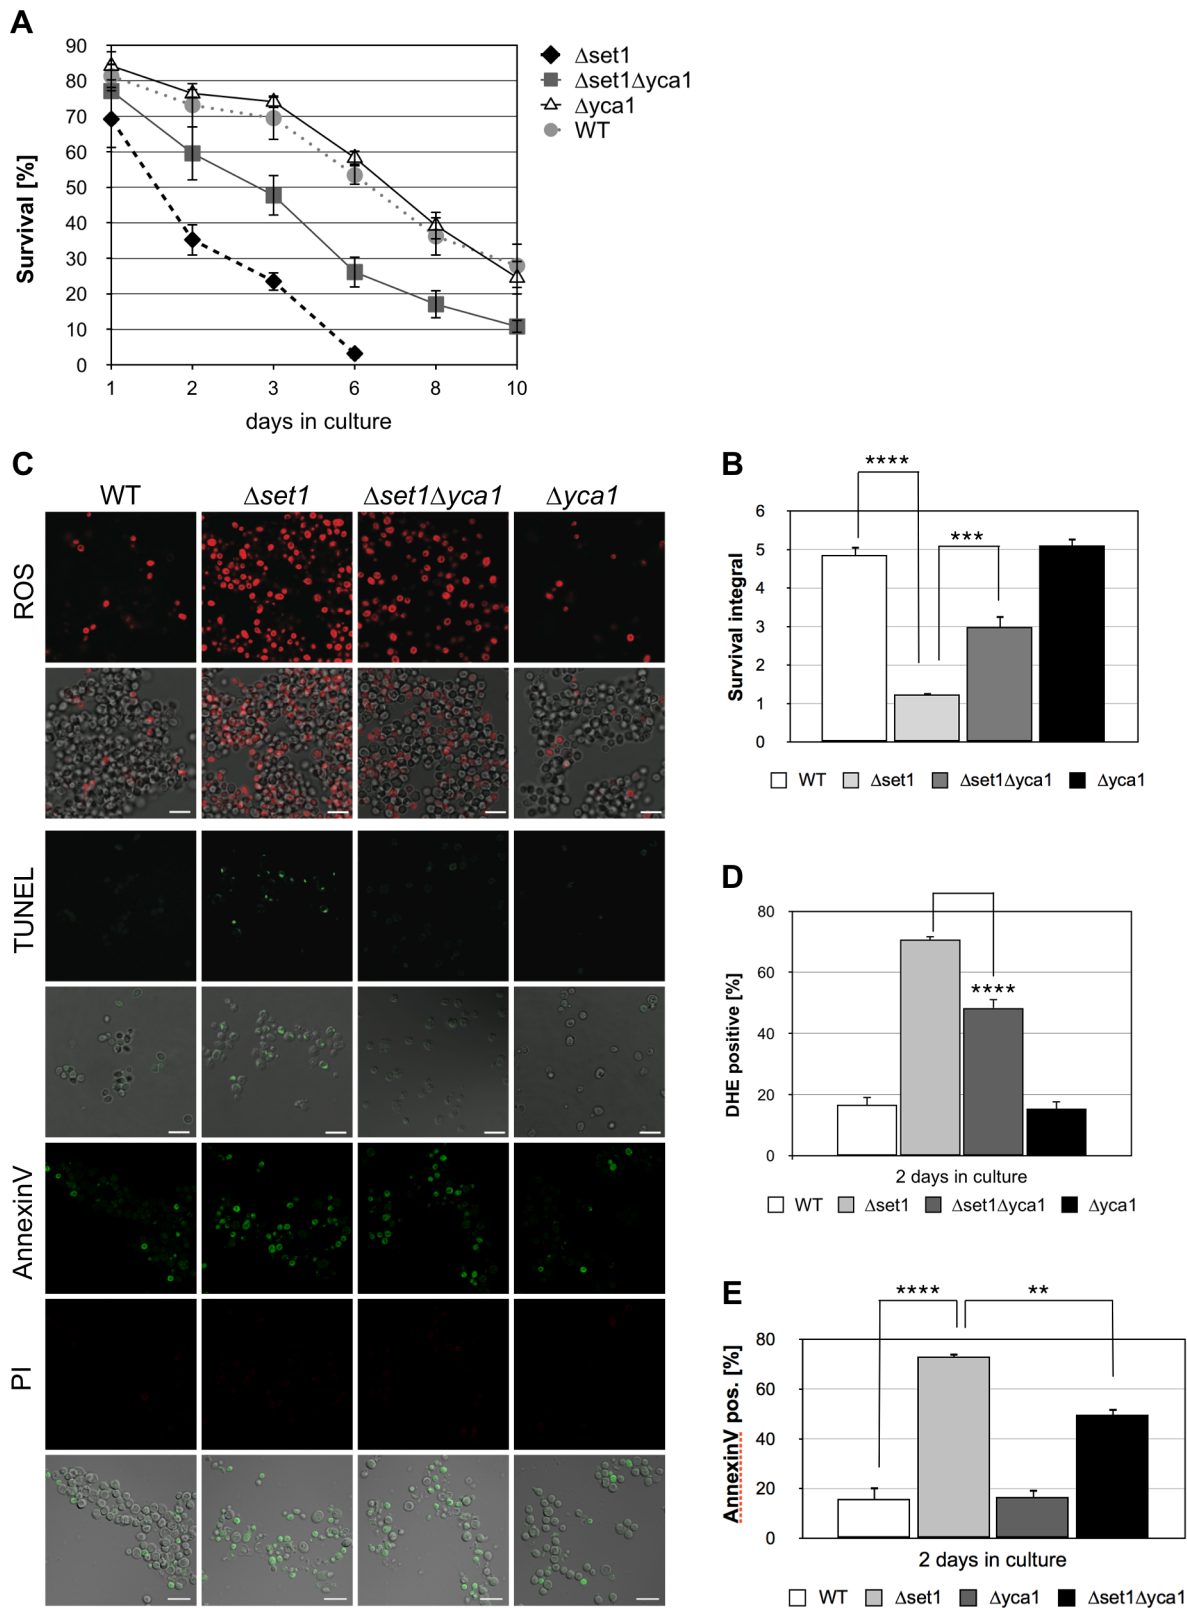 A
90
80
70
60
50
40
30
20
10
0
Survival [%]
1 2 3 6 8 10
days in culture
Δset1
Δset1Δyca1
Δyca1
WT
C
WT Δset1 Δset1Δyca1 Δyca1
ROS
TUNEL
AnnexinV
PI
B
****
***
6
5
4
3
2
1
0
Survival integral
WT Δset1 Δset1Δyca1 Δyca1
D
80
60
40
20
0
****
DHE positive [%]
2 days in culture
WT Δset1 Δset1Δyca1 Δyca1
E
**** **
80
60
40
20
0
AnnexinV pos. [%]
2 days in culture
WT Δset1 Δyca1 Δset1Δyca1